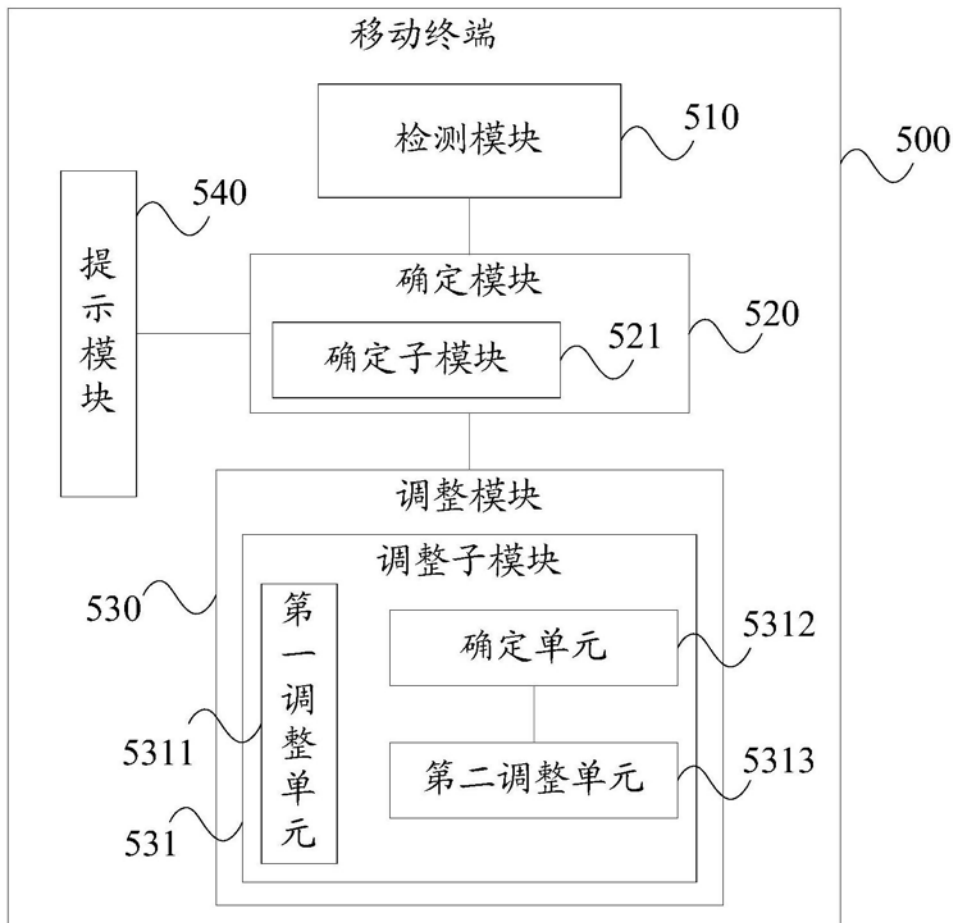 移动终端
检测模块
510
500
540
提示模块
确定模块
520
确定子模块
521
调整模块
调整子模块
530
第一调整单元
确定单元
5312
5311
第二调整单元
5313
531